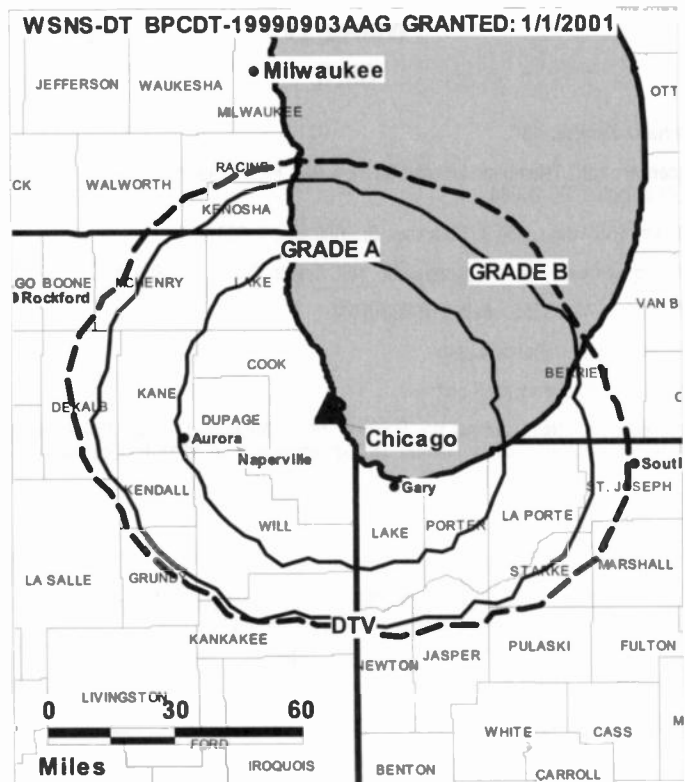 WSNS-DT BPCDT-19990903AAG GRANTED: 1/1/2001
Milwaukee
JEFFERSON
WAUKESHA
OTT
MILWAUKEE
RACINE
CK
WALWORTH
KENOSHA
GRADE A
GRADE B
GO
BOONE
MCHENRY
LAKE
Rockford
VAN B
COOK
BERRIEN
KANE
C
DEKALB
DUPAGE
Aurora
Chicago
Naperville
Gary
South
KENDALL
ST. JOSEPH
WILL
LAKE
PORTER
LA PORTE
LA SALLE
GRUNDY
STARKE
MARSHALL
DTV
KANKAKEE
NEWTON
JASPER
PULASKI
FULTON
LIVINGSTON
0 30 60
WHITE
CASS
M
FORD
Miles
IROQUOIS
BENTON
CARROLL